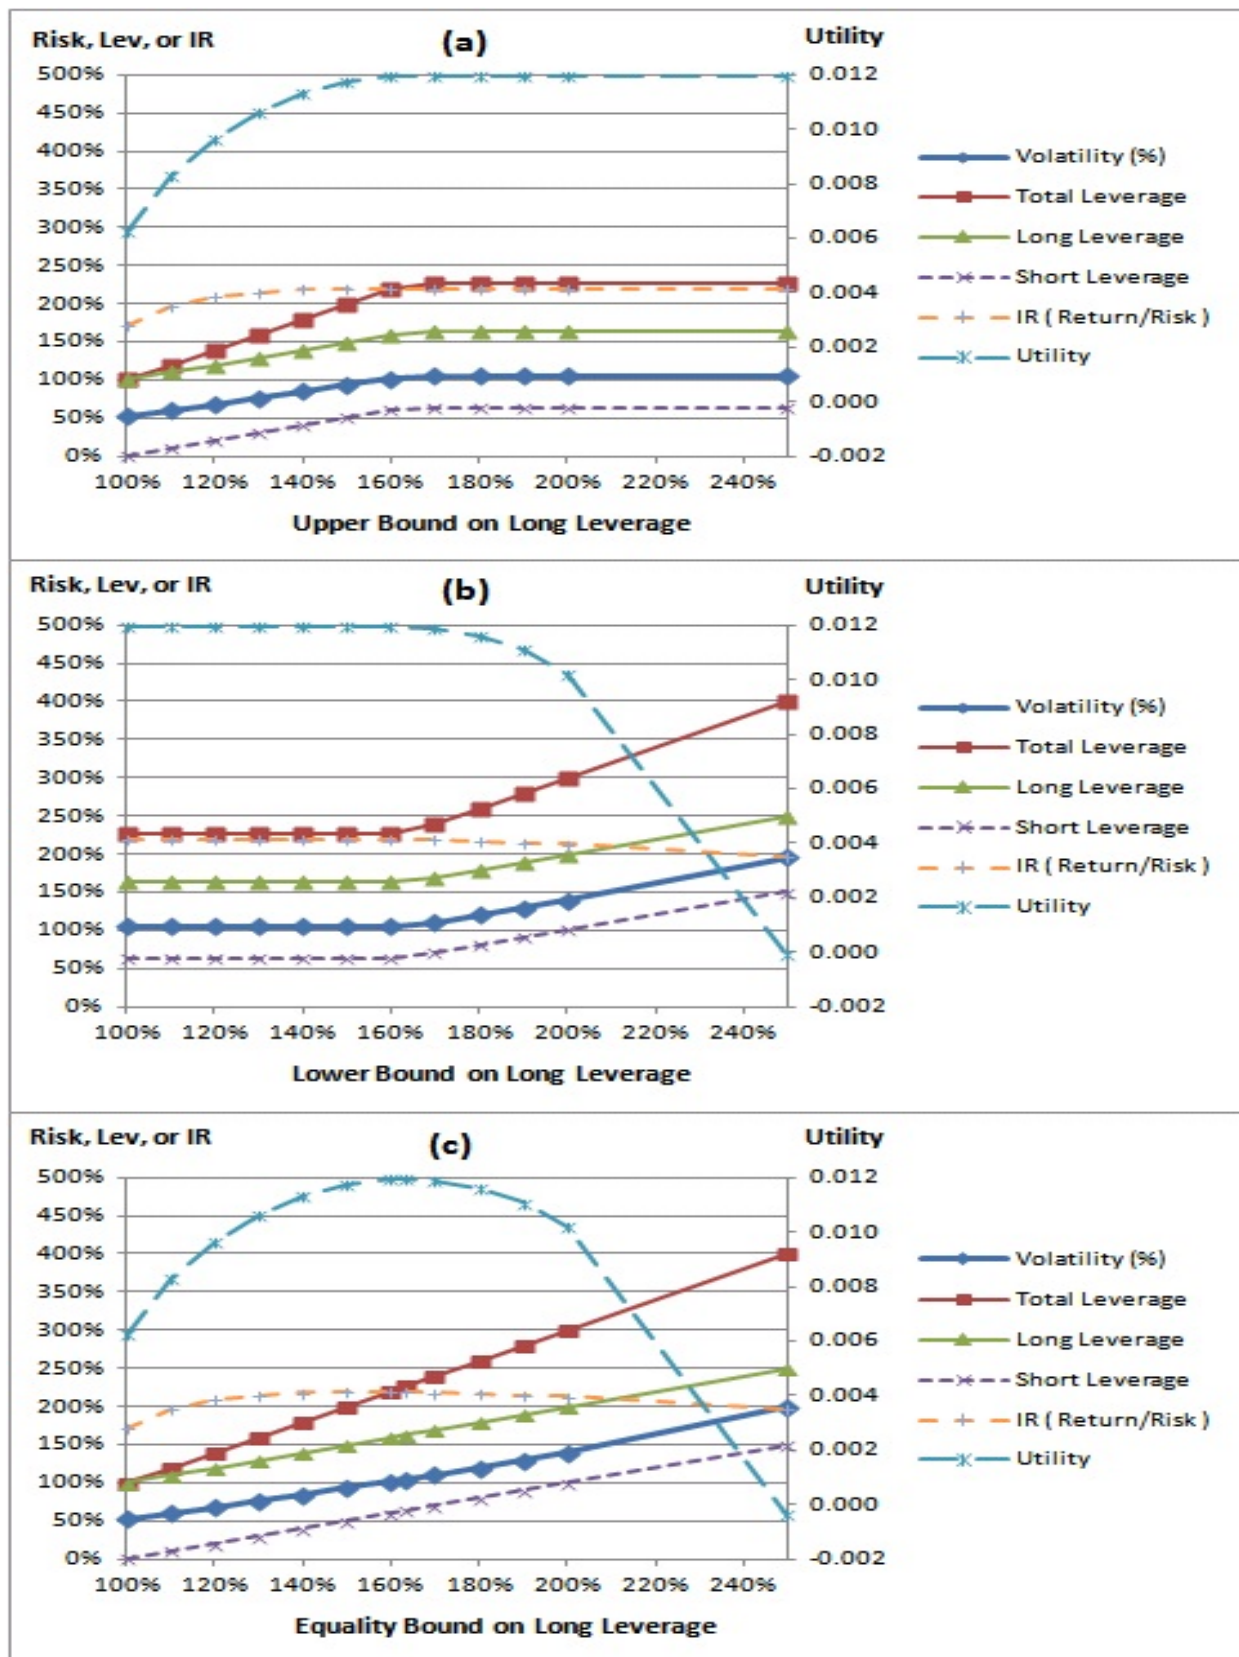 Risk, Lev, or IR (a) Utility
500% 0.012
450%
0.010
400%
Volatility (%)
350% 0.008
Total Leverage
300%
0.006
Long Leverage
250%
Short Leverage
0.004
200%
IR ( Return/Risk )
150% 0.002
Utility
100%
0.000
50%
0% -0.002
100% 120% 140% 160% 180% 200% 220% 240%
Upper Bound on Long Leverage
Risk, Lev, or IR (b) Utility
500% 0.012
450%
0.010
400%
Volatility (%)
350% 0.008
Total Leverage
300%
0.006
Long Leverage
250%
Short Leverage
0.004
200%
IR ( Return/Risk )
150% 0.002
Utility
100%
0.000
50%
0% -0.002
100% 120% 140% 160% 180% 200% 220% 240%
Lower Bound on Long Leverage
Risk, Lev, or IR (c) Utility
500% 0.012
450%
0.010
400%
Volatility (%)
350% 0.008
Total Leverage
300%
0.006
Long Leverage
250%
Short Leverage
0.004
200%
IR ( Return/Risk )
150% 0.002
Utility
100%
0.000
50%
0% -0.002
100% 120% 140% 160% 180% 200% 220% 240%
Equality Bound on Long Leverage